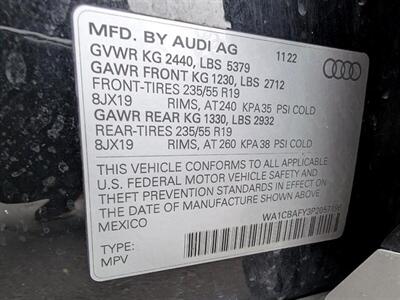 MFD. BY AUDI AG 11 22
GVWR KG 2440, LBS 5379
GAWR FRONT KG 1230, LBS 2712
FRONT-TIRES 235/55 R19
8JX19 RIMS, AT 240 KPA 35 PSI COLD
GAWR REAR KG 1330, LBS 2932
REAR-TIRES 235/55 R19
8JX19 RIMS, AT 260 KPA 38 PSI COLD
THIS VEHICLE CONFORMS TO ALL APPLICABLE
U.S. FEDERAL MOTOR VEHICLE SAFETY AND
THEFT PREVENTION STANDARDS IN EFFECT ON
THE DATE OF MANUFACTURE SHOWN ABOVE.
MEXICO
TYPE:
MPV